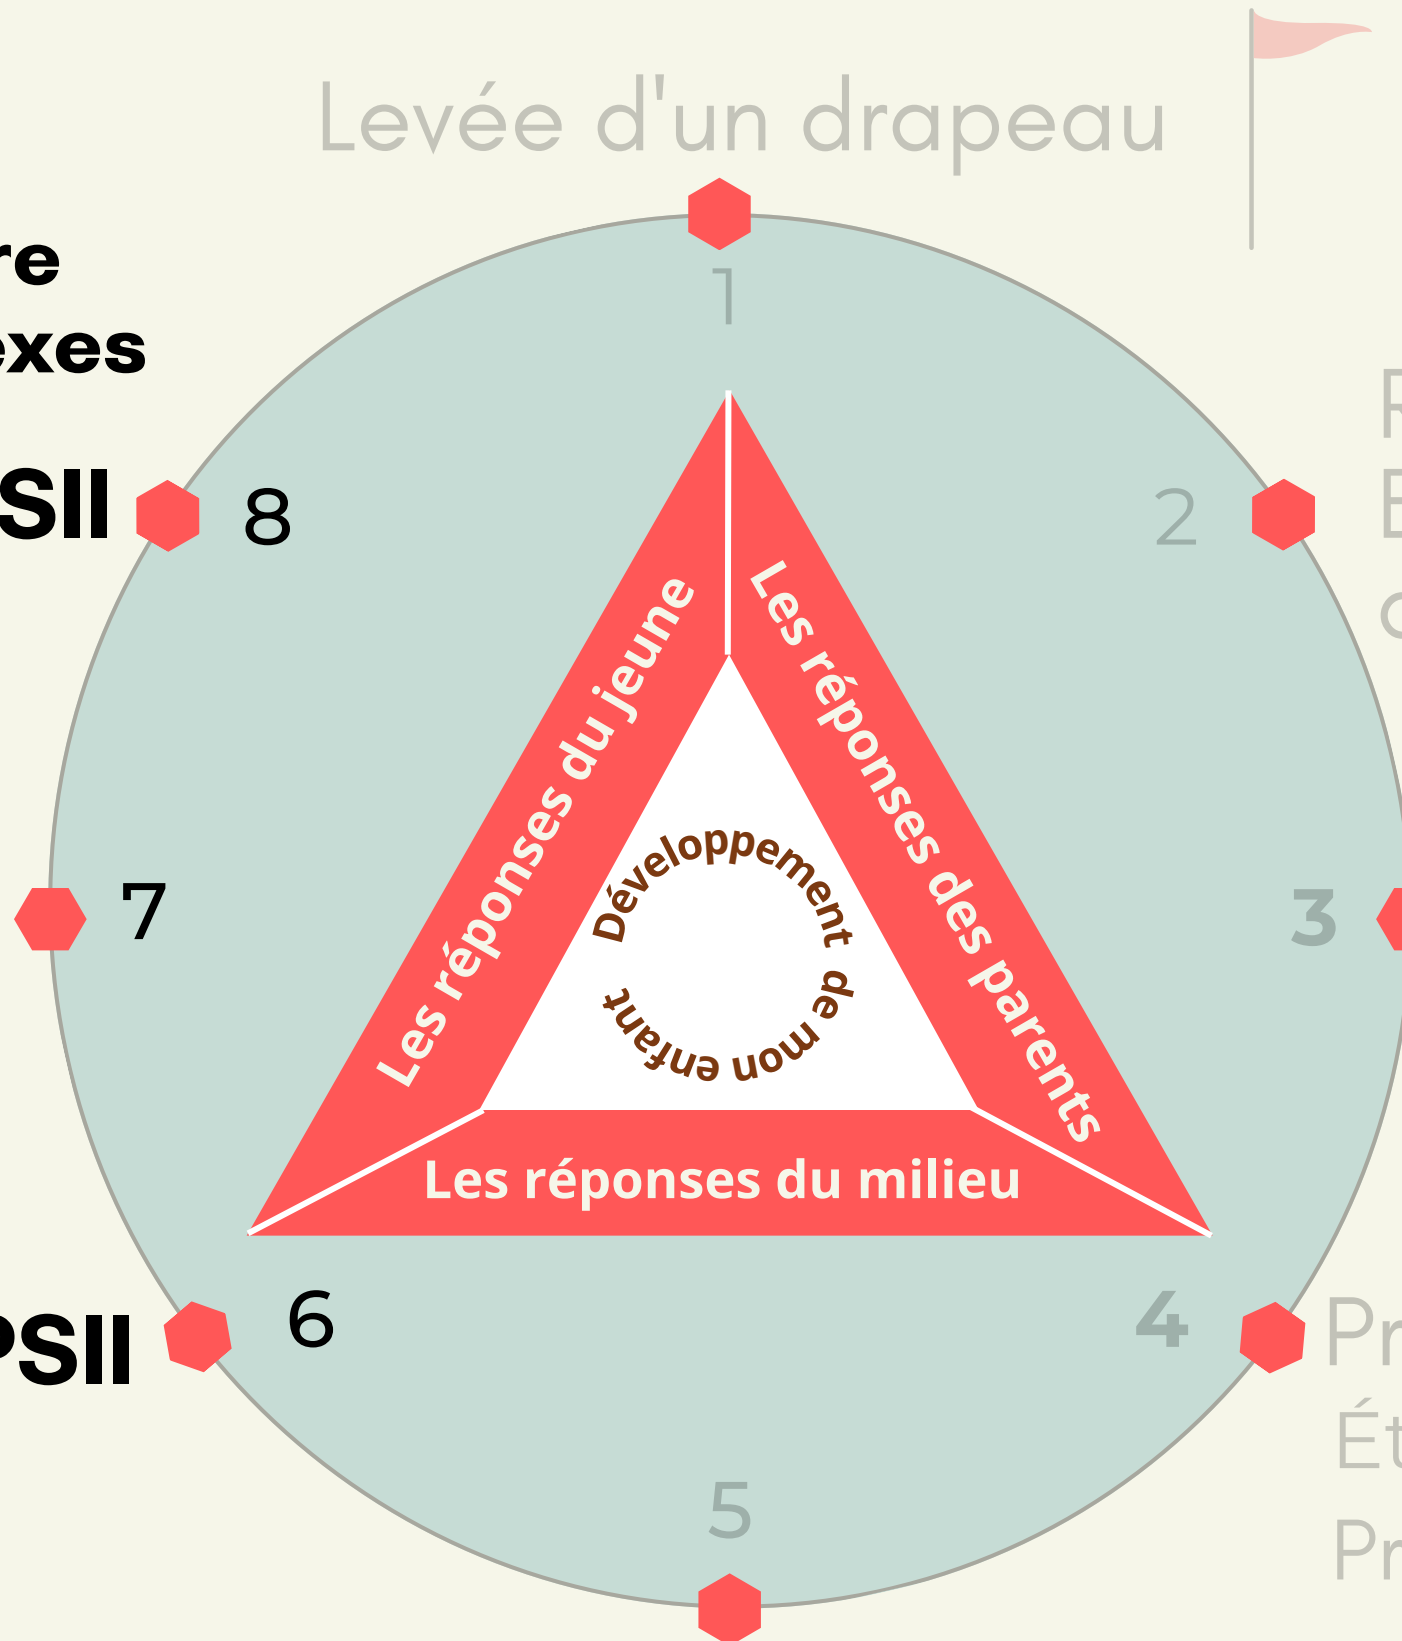 Levée d'un drapeau
re
exes
SII
1
8
2
7
3
Les réponses du jeune
Les réponses des parents
Développement de mon enfant
Les réponses du milieu
6
4
PSII
Pr
Ét
Pr
5